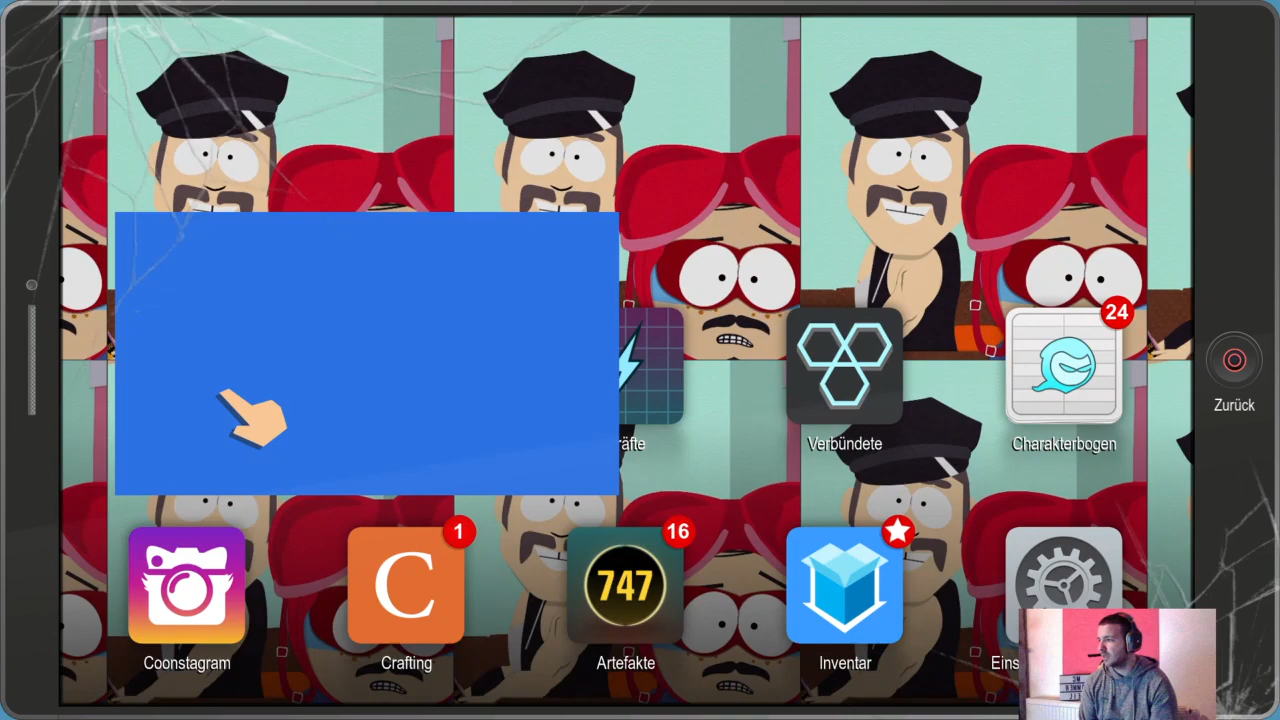 24
Zurück
räfte
Verbündete
Charakterbogen
1
16
C
747
Coonstagram
Crafting
Artefakte
Inventar
Eins